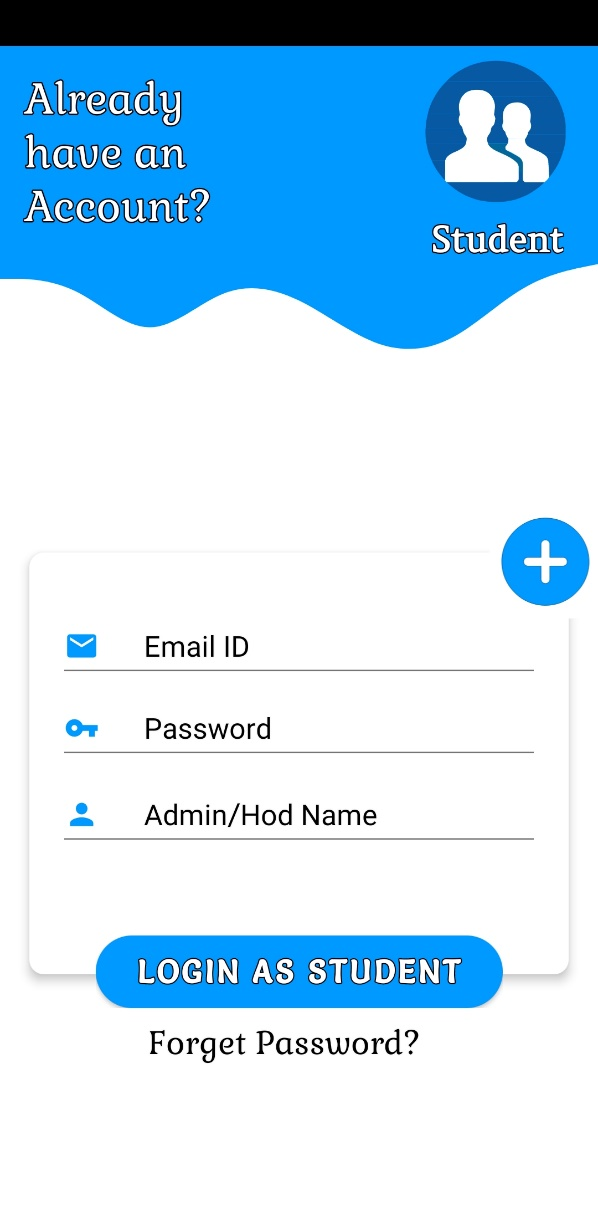 Already
have an
Account?
Student
Email ID
Password
Admin/Hod Name
LOGIN AS STUDENT
Forget Password?